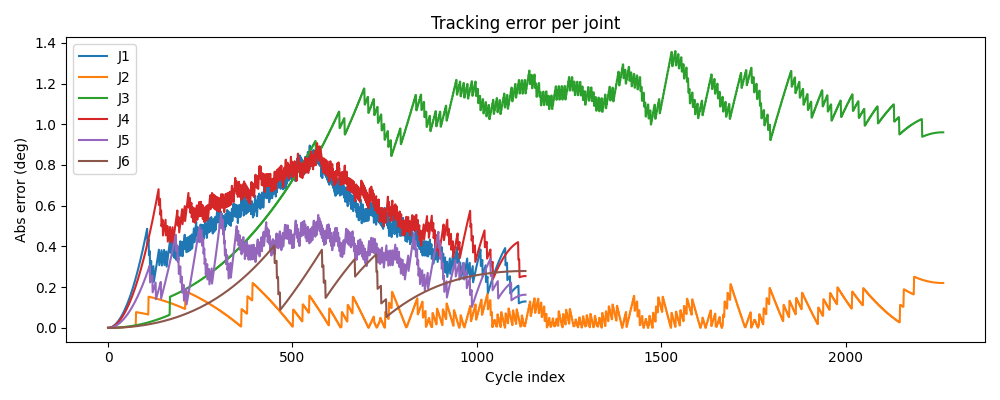 Tracking error per joint
Abs error (deg)
1.4
1.2
1.0
0.8
0.6
0.4
0.2
0.0
J1
J2
J3
J4
J5
J6
0
500
1000
1500
2000
Cycle index